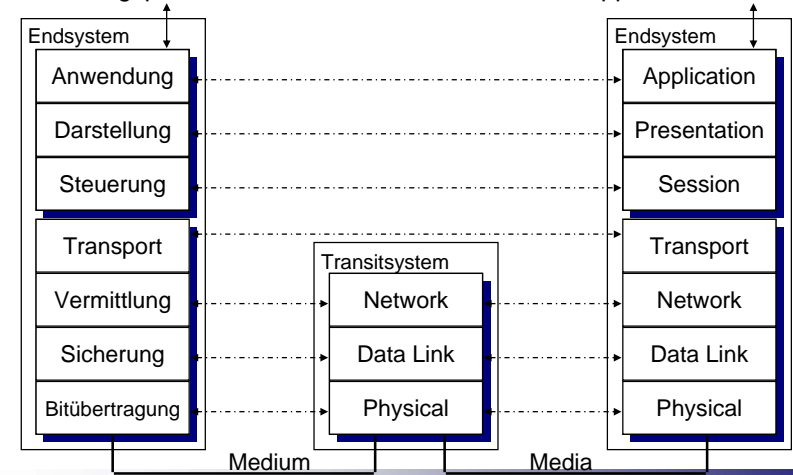 Endsystem
Anwendung
Darstellung
Steuerung
Transport
Vermittlung
Sicherung
Bitübertragung
Transitsystem
Network
Data Link
Physical
Endsystem
Application
Presentation
Session
Transport
Network
Data Link
Physical
Medium
Media